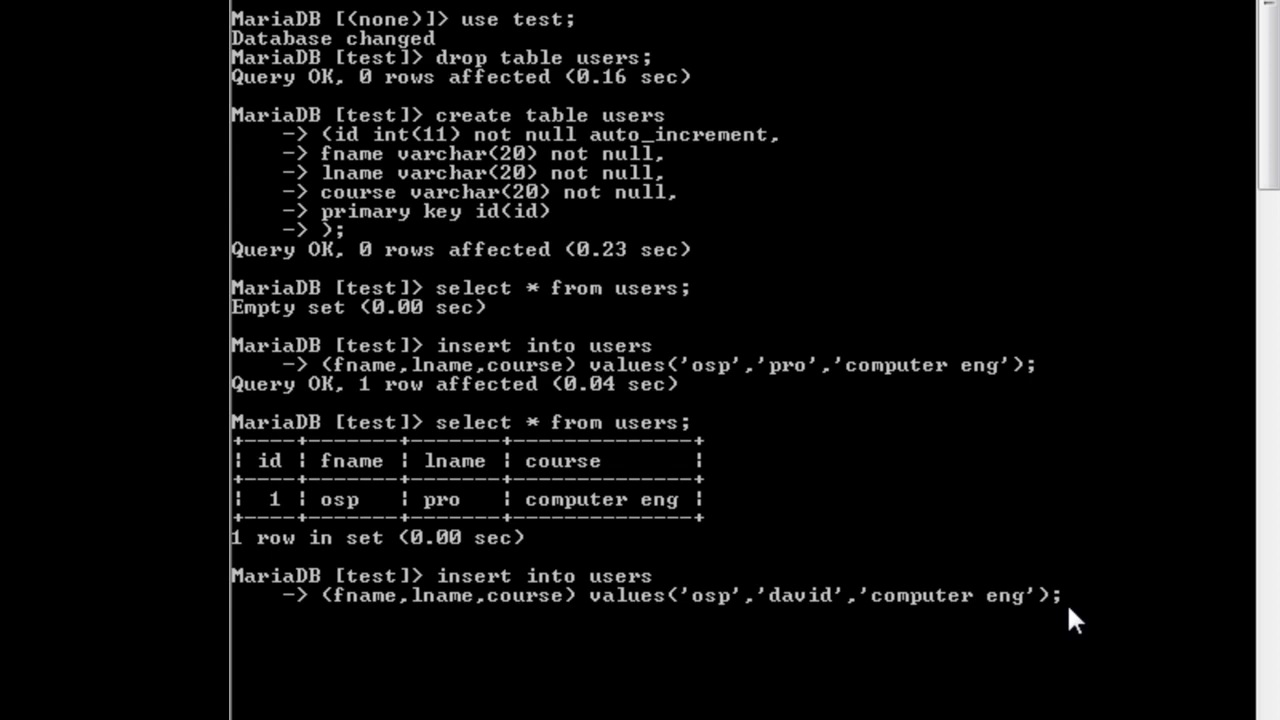 MariaDB [(none)]> use test;
Database changed
MariaDB [test]> drop table users;
Query OK, 0 rows affected (0.16 sec)
MariaDB [test]> create table users
-> (id int(11) not null auto_increment,
-> fname varchar(20) not null,
-> lname varchar(20) not null,
-> course varchar(20) not null,
-> primary key id(id)
-> );
Query OK, 0 rows affected (0.23 sec)
MariaDB [test]> select * from users;
Empty set (0.00 sec)
MariaDB [test]> insert into users
-> (fname,lname,course) values('osp','pro','computer eng');
Query OK, 1 row affected (0.04 sec)
MariaDB [test]> select * from users;
+----+-------+-------+--------------+
| id | fname | lname | course       |
+----+-------+-------+--------------+
|  1 | osp   | pro   | computer eng |
+----+-------+-------+--------------+
1 row in set (0.00 sec)
MariaDB [test]> insert into users
-> (fname,lname,course) values('osp','david','computer eng');